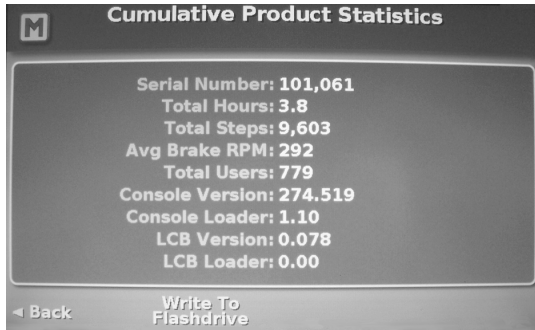 M
Cumulative Product Statistics
Serial Number: 101,061
Total Hours: 3.8
Total Steps: 9,603
Avg Brake RPM: 292
Total Users: 779
Console Version: 274.519
Console Loader: 1.10
LCB Version: 0.078
LCB Loader: 0.00
◄ Back
Write To
Flashdrive